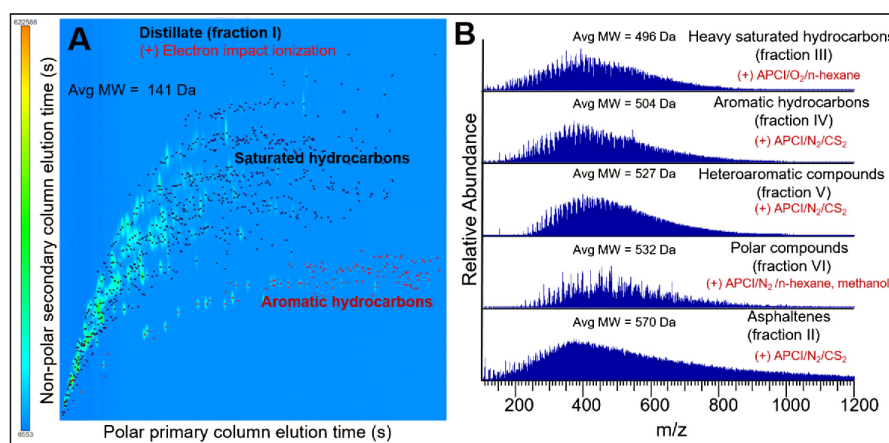 622586
6553
Non-polar secondary column elution time (s)
A
Distillate (fraction I)
(+) Electron impact ionization
Avg MW = 141 Da
Saturated hydrocarbons
Aromatic hydrocarbons
Polar primary column elution time (s)
B
Relative Abundance
Avg MW = 496 Da
Heavy saturated hydrocarbons
(fraction III)
(+) APCI/O₂/n-hexane
Avg MW = 504 Da
Aromatic hydrocarbons
(fraction IV)
(+) APCI/N₂/CS₂
Avg MW = 527 Da
Heteroaromatic compounds
(fraction V)
(+) APCI/N₂/CS₂
Avg MW = 532 Da
Polar compounds
(fraction VI)
(+) APCI/N₂/n-hexane, methanol
Avg MW = 570 Da
Asphaltenes
(fraction II)
(+) APCI/N₂/CS₂
200 400 600 800 1000 1200
m/z